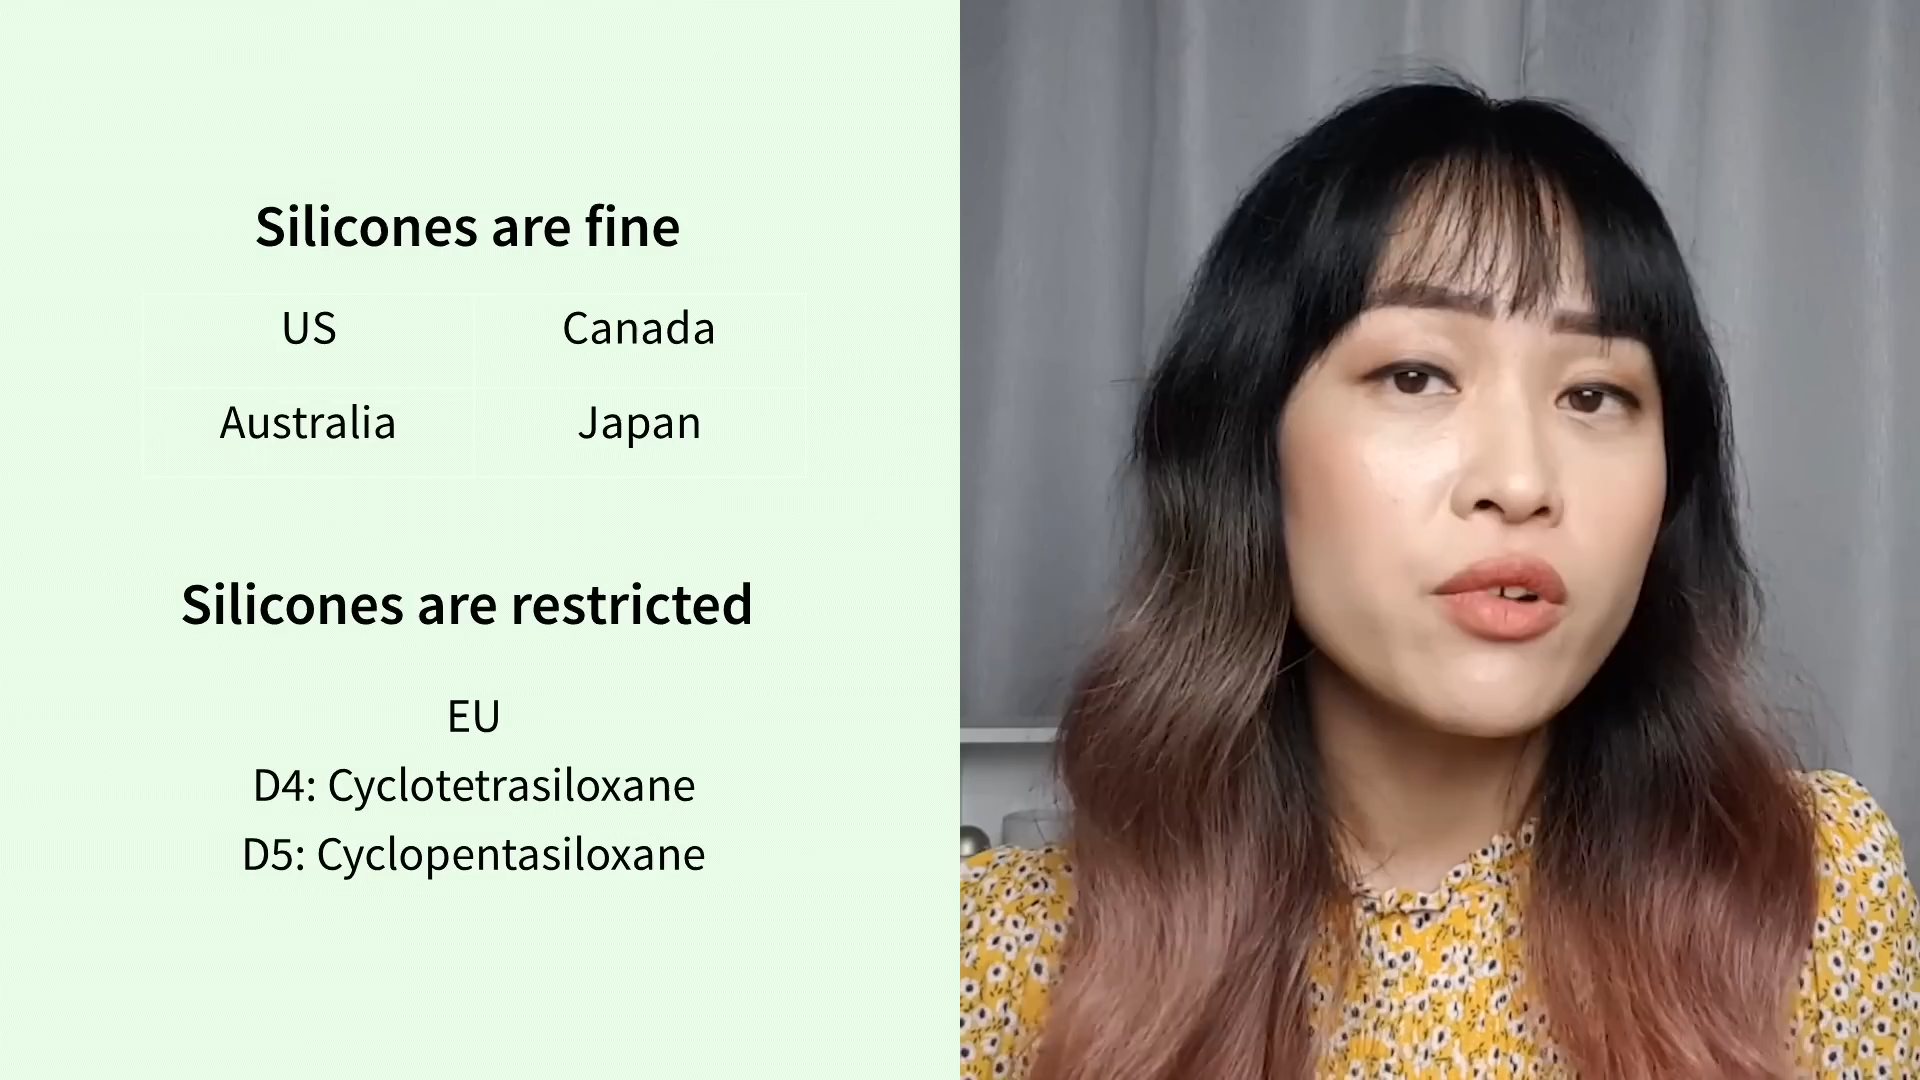 Silicones are fine
US Canada
Australia Japan
Silicones are restricted
EU
D4: Cyclotetrasiloxane
D5: Cyclopentasiloxane